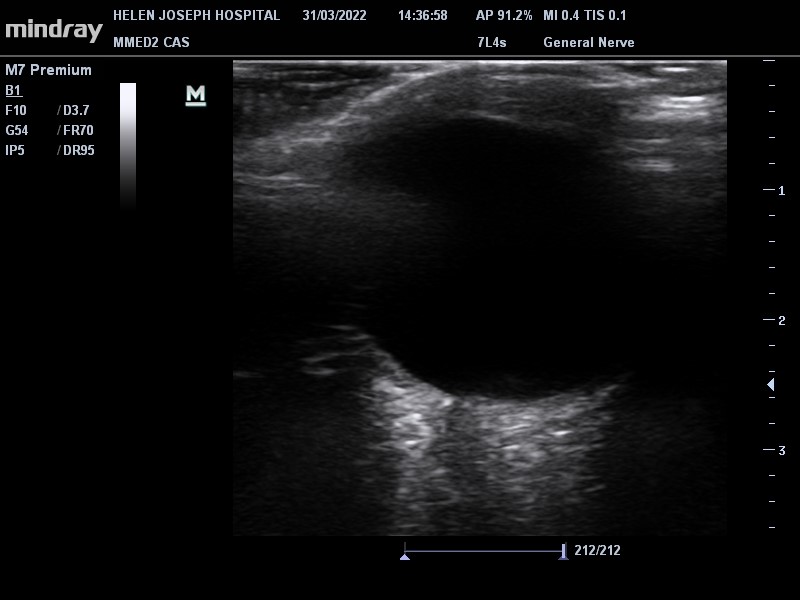 mindray
HELEN JOSEPH HOSPITAL 31/03/2022 14:36:58 AP 91.2% MI 0.4 TIS 0.1
MMED2 CAS 7L4s General Nerve
M7 Premium
B1
F10 / D3.7
G54 / FR70
IP5 / DR95
M
1
2
3
212/212